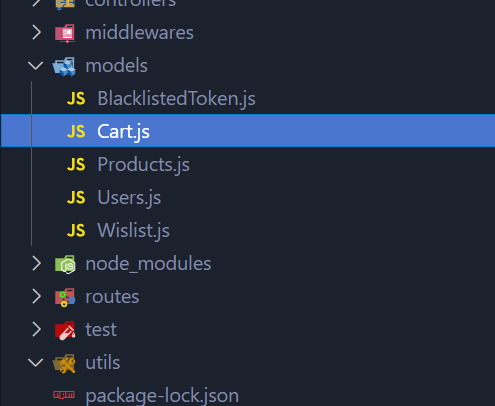 controllers
middlewares
models
JS BlacklistedToken.js
JS Cart.js
JS Products.js
JS Users.js
JS Wislist.js
node_modules
routes
test
utils
package-lock.json